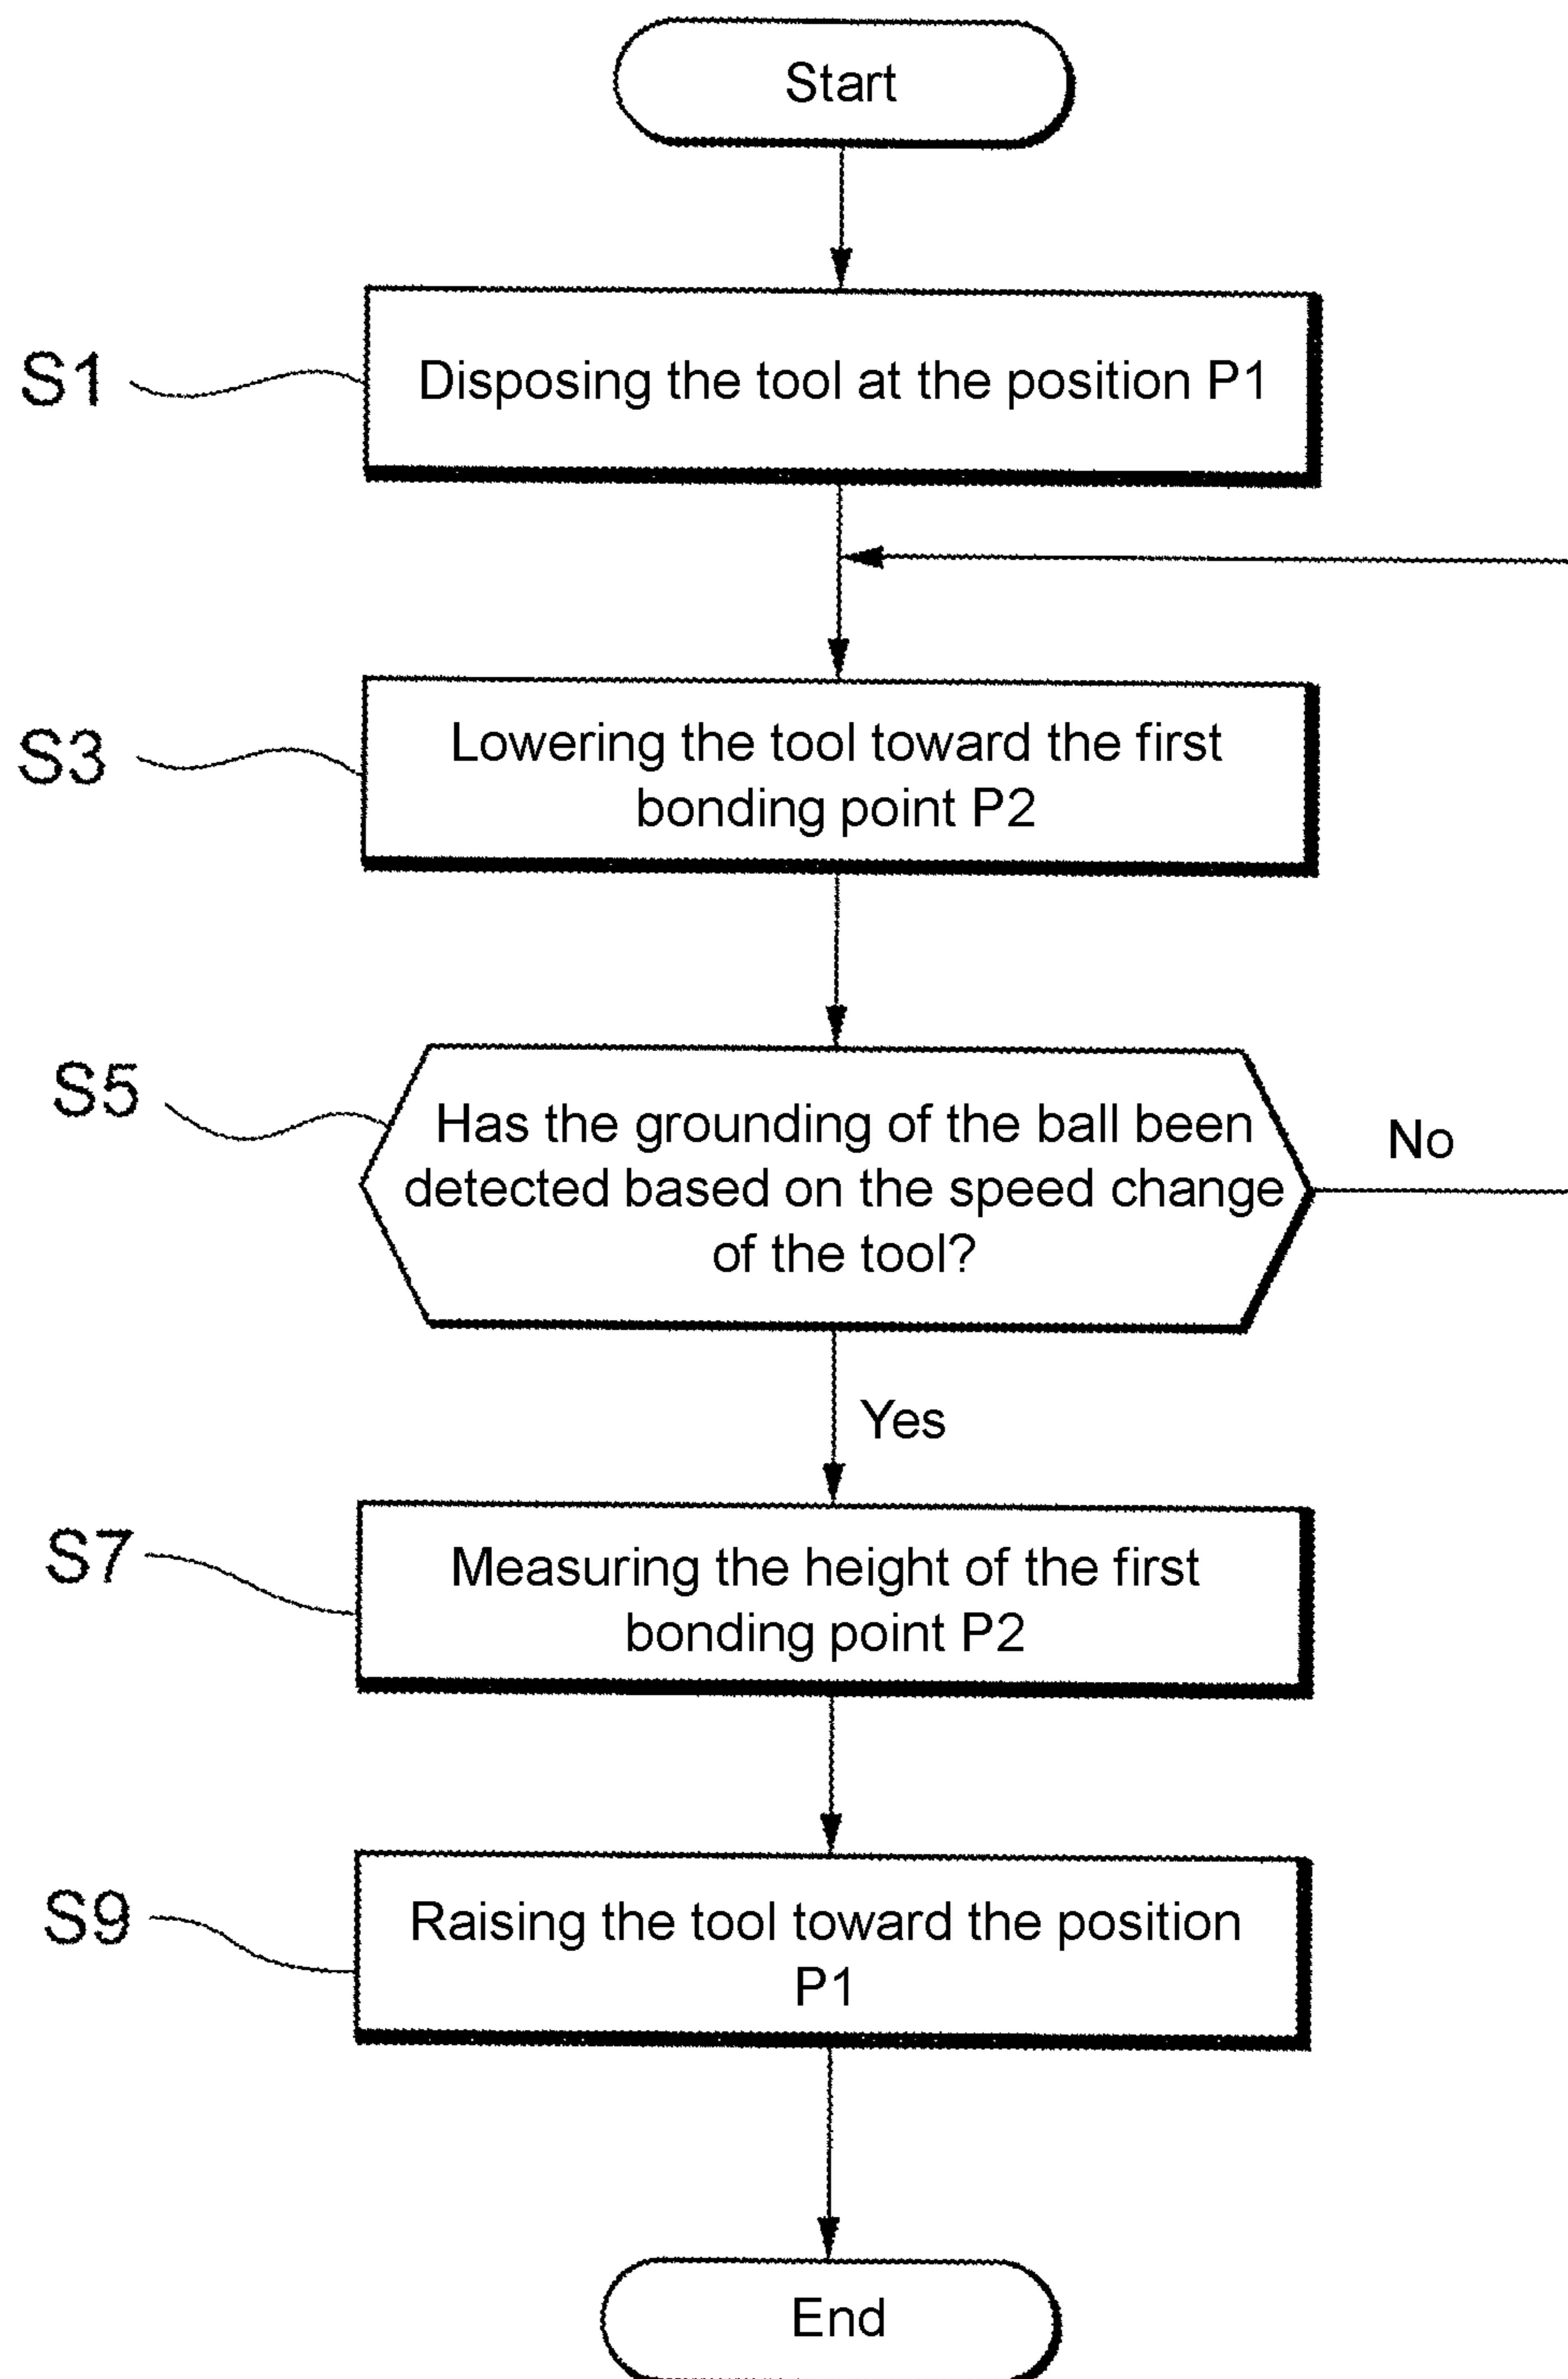 Start
S1
Disposing the tool at the position P1
S3
Lowering the tool toward the first
bonding point P2
S5
Has the grounding of the ball been
detected based on the speed change
of the tool?
No
Yes
S7
Measuring the height of the first
bonding point P2
S9
Raising the tool toward the position
P1
End